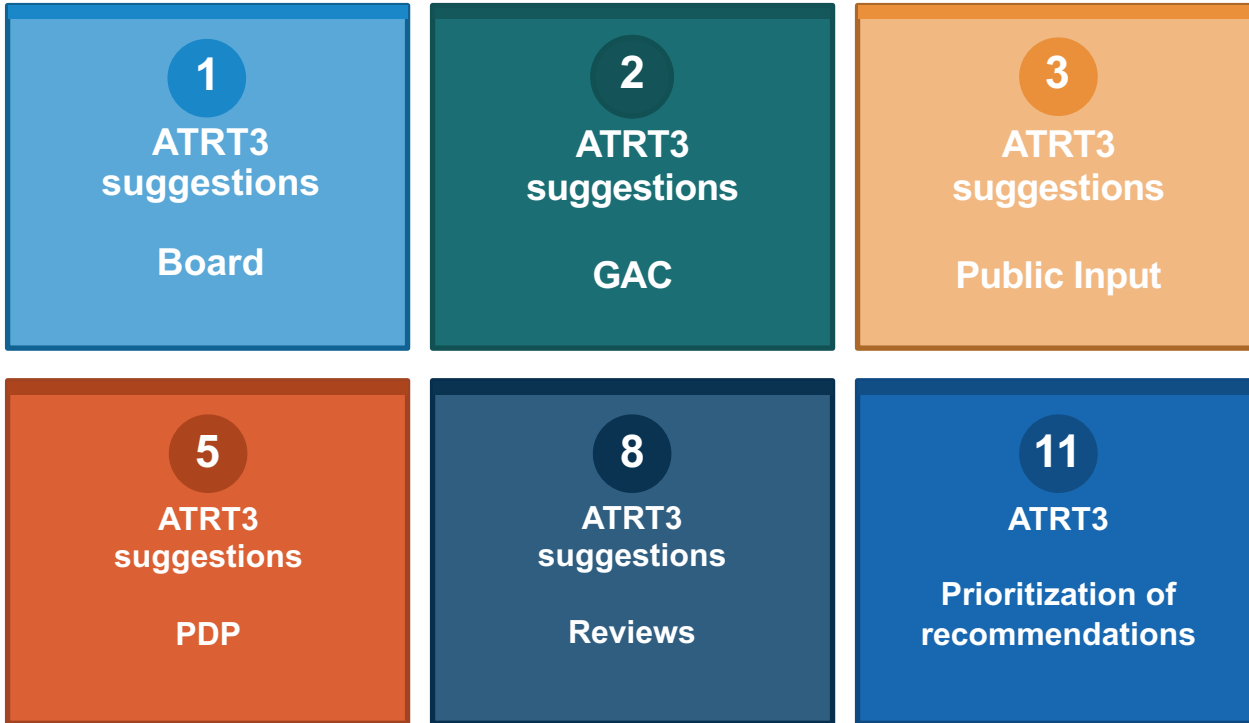 1
ATRT3
suggestions
Board
2
ATRT3
suggestions
GAC
3
ATRT3
suggestions
Public Input
5
ATRT3
suggestions
PDP
8
ATRT3
suggestions
Reviews
11
ATRT3
Prioritization of
recommendations